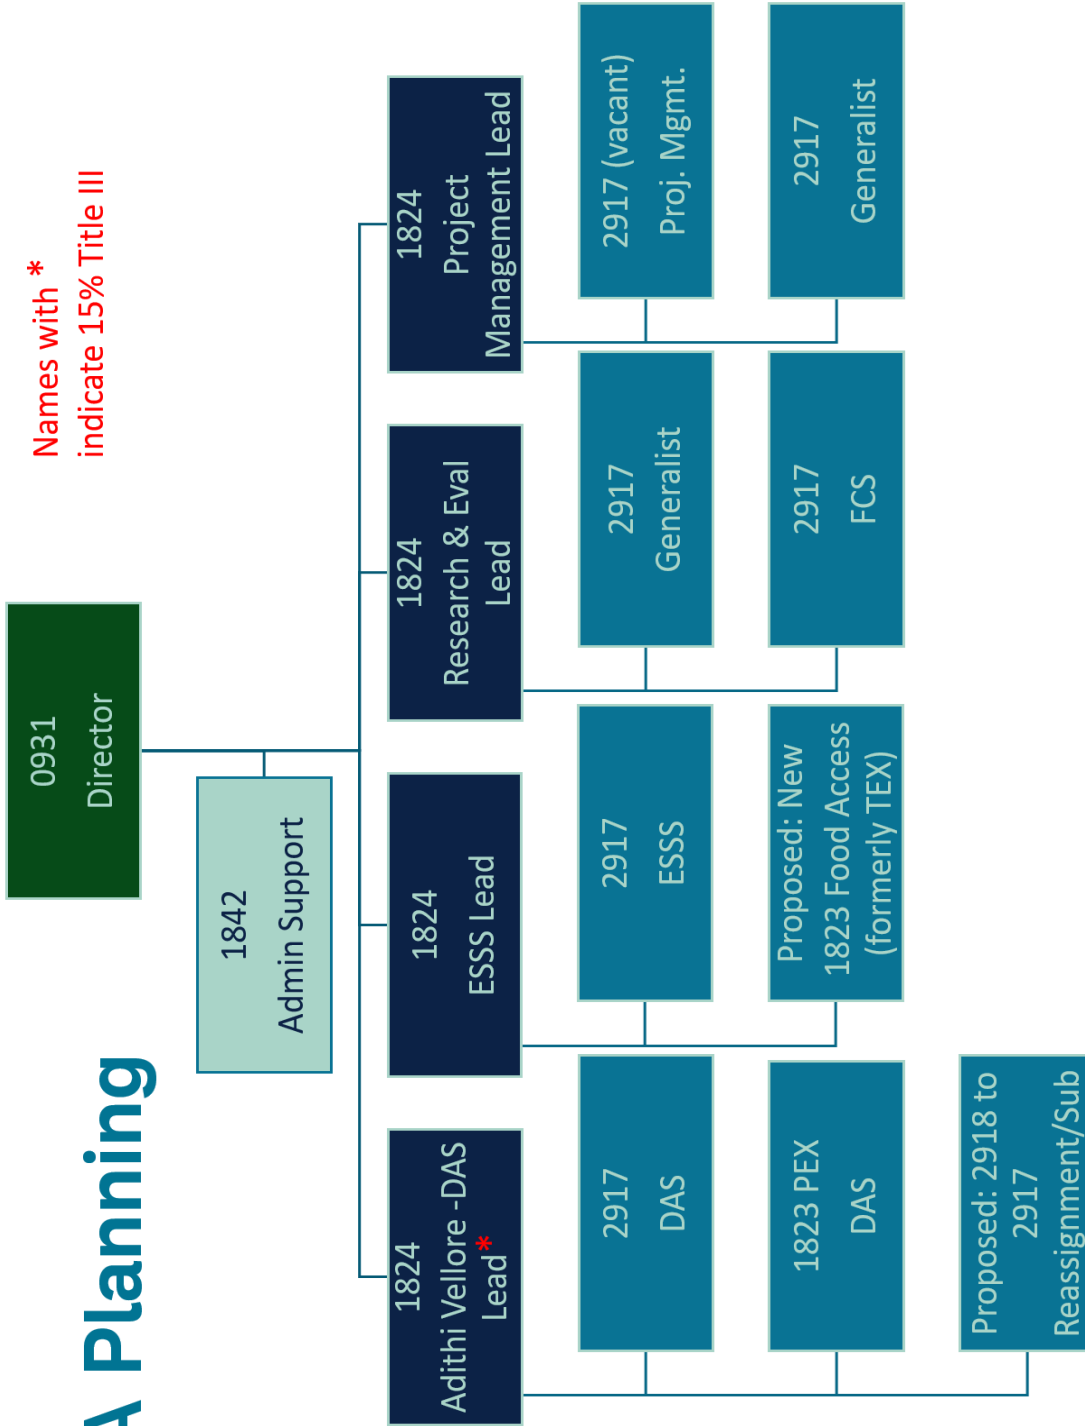 A Planning
Names with *
indicate 15% Title III
0931
Director
1842
Admin Support
1824
Adithi Vellore -DAS
Lead*
1824
ESSS Lead
1824
Research & Eval
Lead
1824
Project
Management Lead
2917
DAS
2917
ESSS
2917
Generalist
2917 (vacant)
Proj. Mgmt.
1823 PEX
DAS
Proposed: New
1823 Food Access
(formerly TEX)
2917
FCS
2917
Generalist
Proposed: 2918 to
2917
Reassignment/Sub